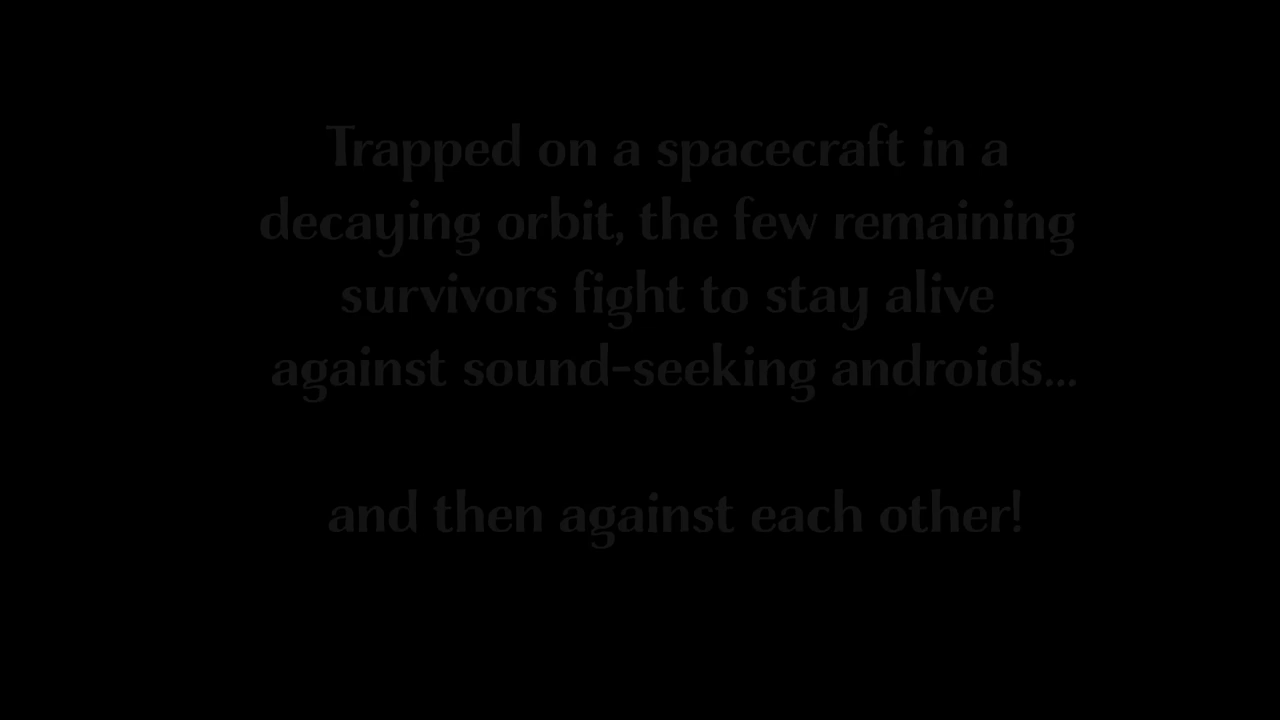 Trapped on a spacecraft in a
decaying orbit, the few remaining
survivors fight to stay alive
against sound-seeking androids...
and then against each other!